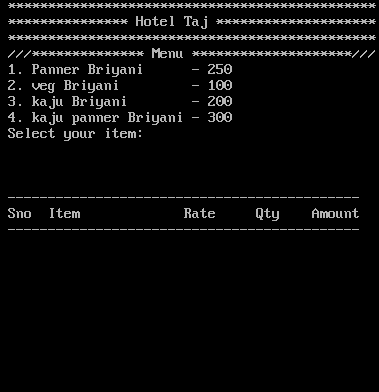 ***********************************************
*************** Hotel Taj ********************
***********************************************
///************** Menu ********************///
1. Panner Briyani      - 250
2. veg Briyani         - 100
3. kaju Briyani        - 200
4. kaju panner Briyani - 300
Select your item:
--------------------------------------------
Sno  Item             Rate     Qty    Amount
--------------------------------------------